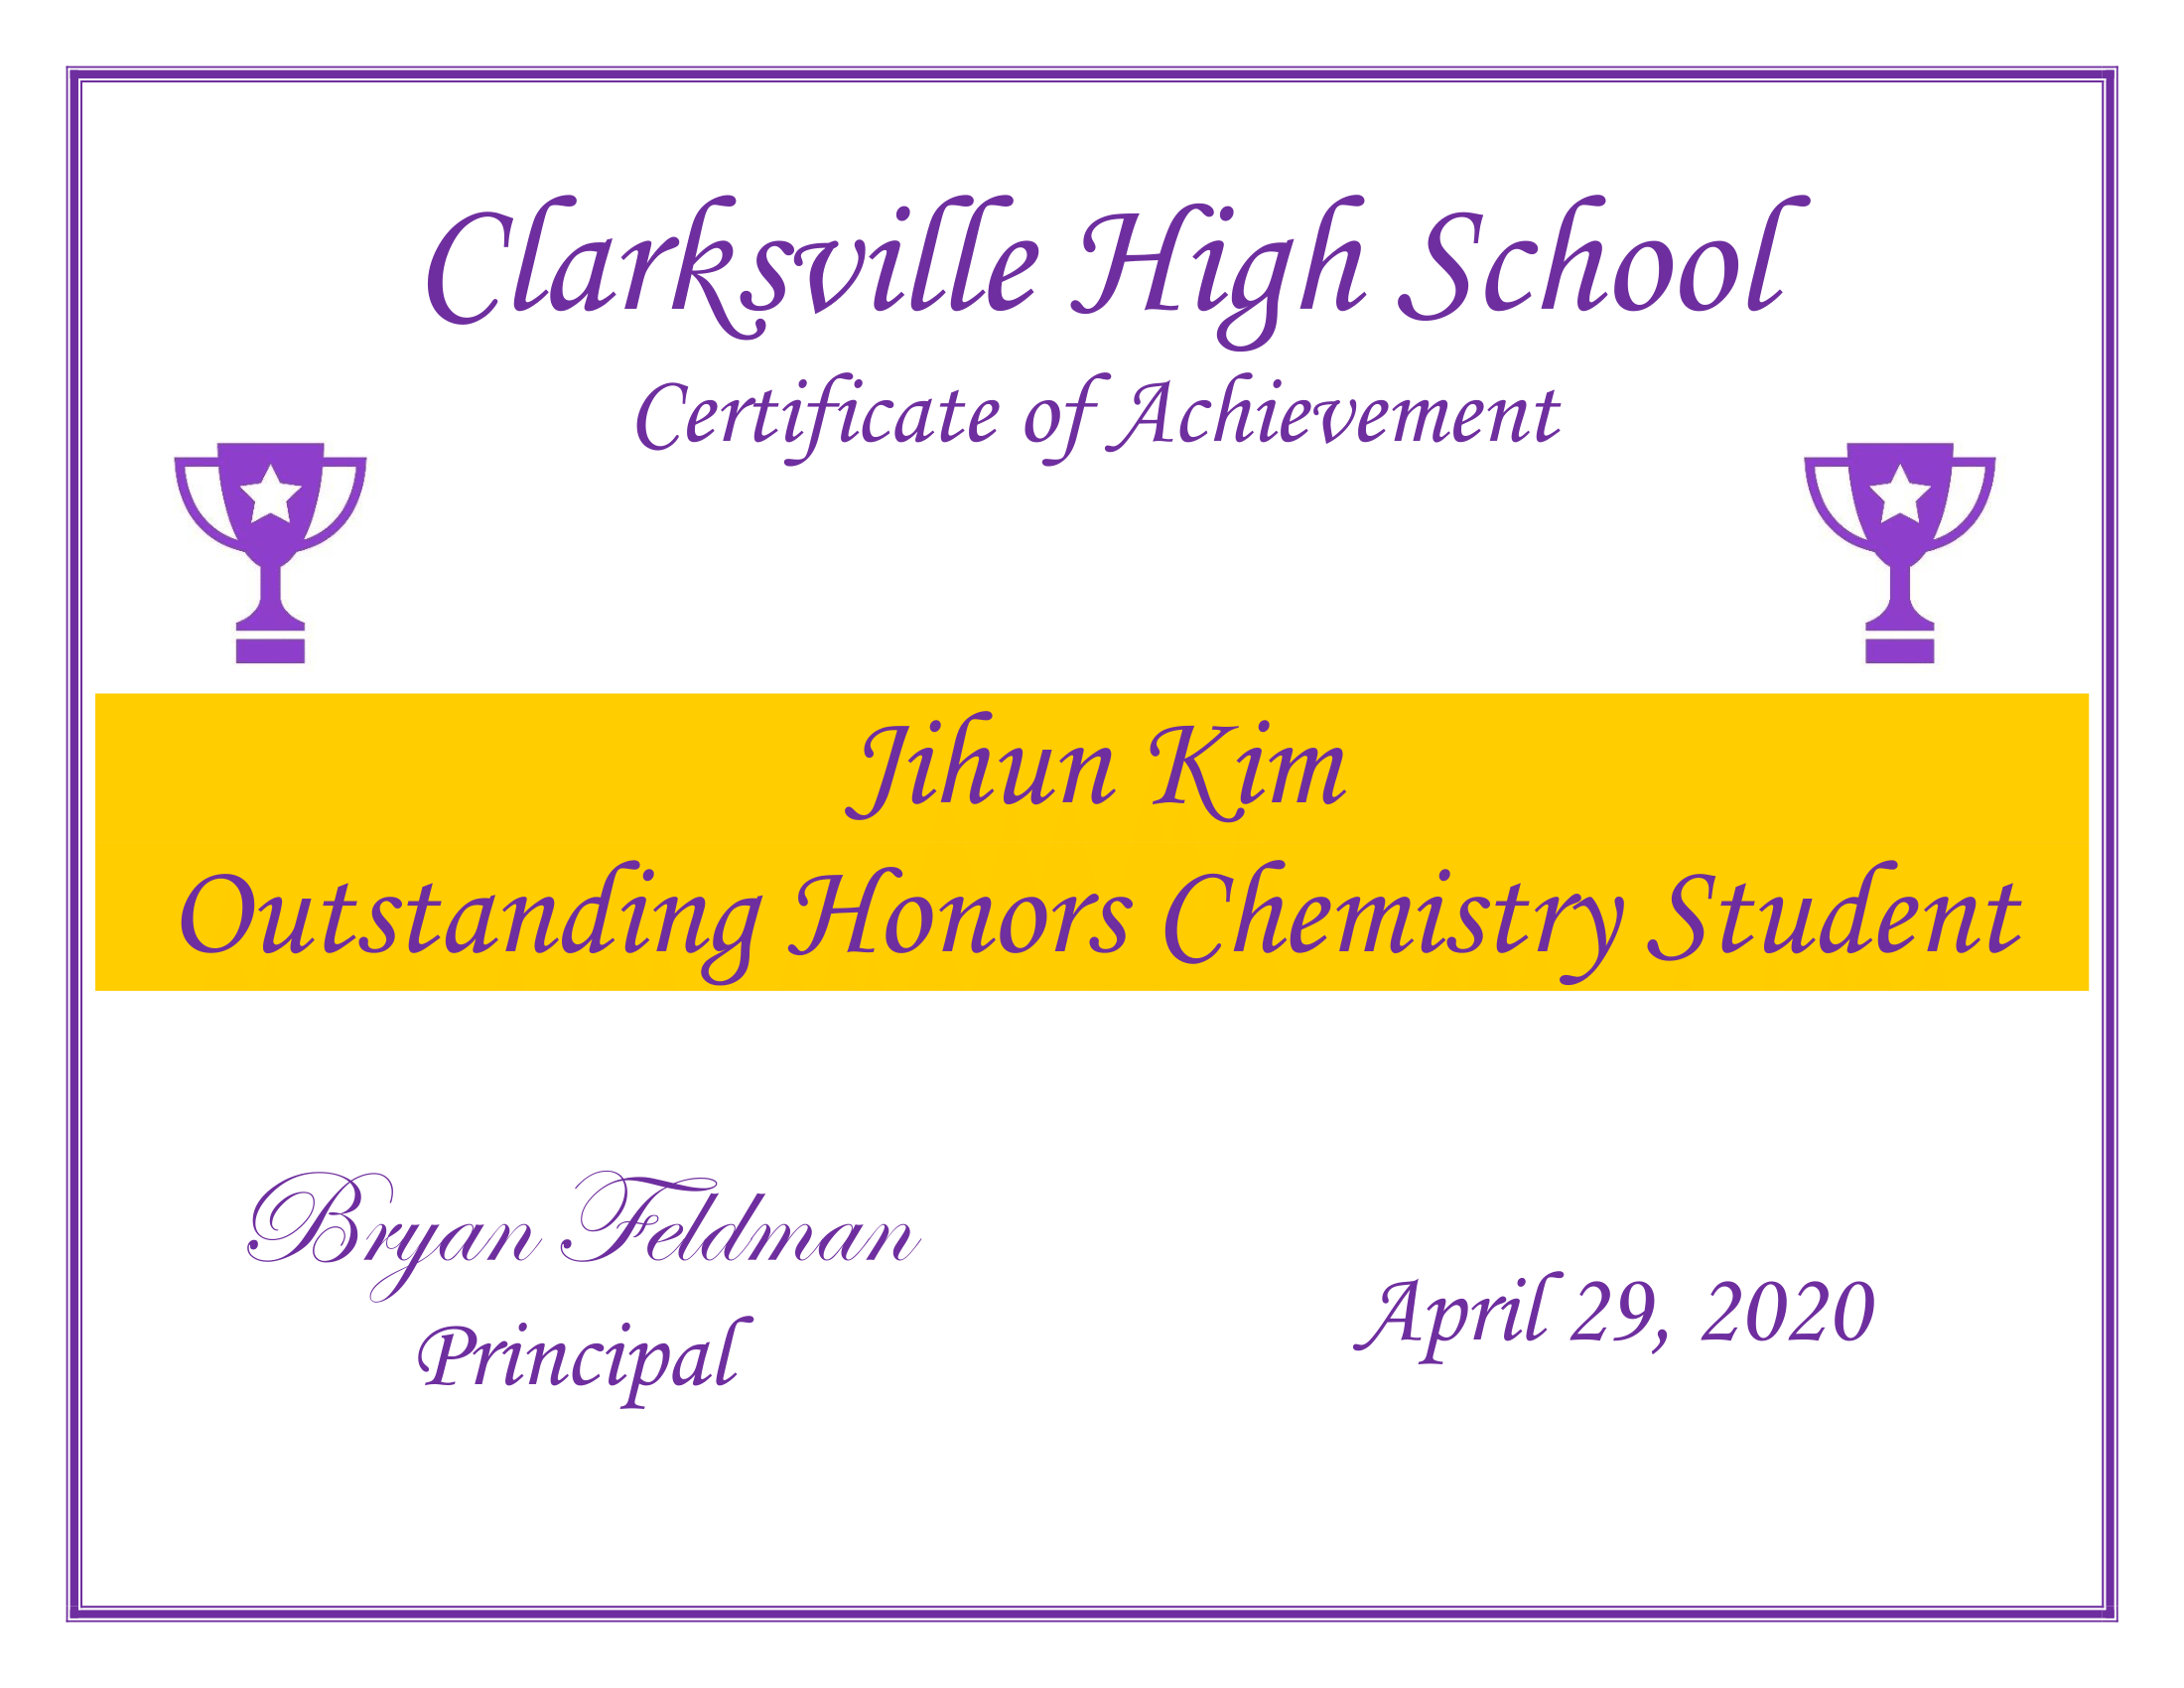 Clarksville High School
Certificate of Achievement
Jihun Kim
Outstanding Honors Chemistry Student
Bryan Feldman
Principal
April 29, 2020